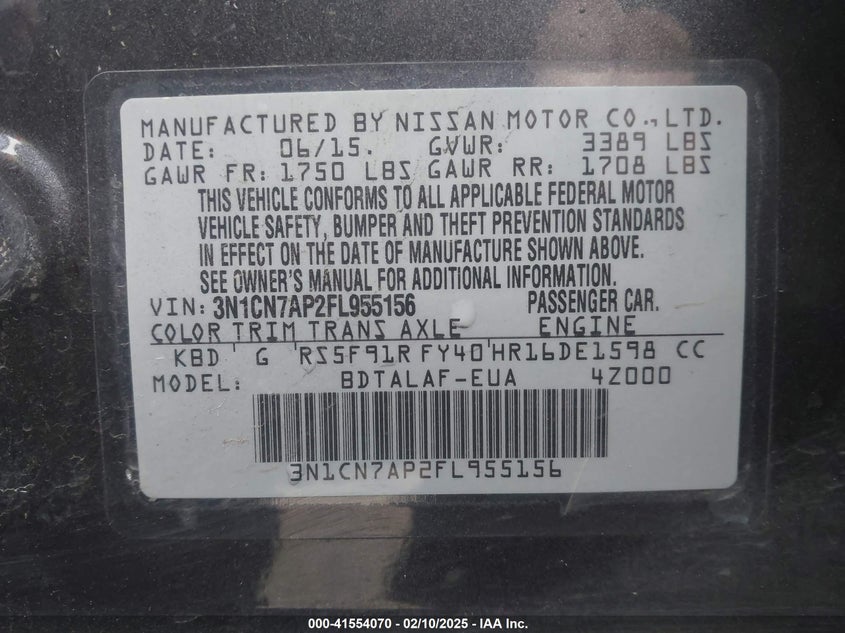 MANUFACTURED BY NISSAN MOTOR CO., LTD.
DATE: 06/15. GVWR: 3389 LBS
GAWR FR: 1750 LBS GAWR RR: 1708 LBS
THIS VEHICLE CONFORMS TO ALL APPLICABLE FEDERAL MOTOR
VEHICLE SAFETY, BUMPER AND THEFT PREVENTION STANDARDS
IN EFFECT ON THE DATE OF MANUFACTURE SHOWN ABOVE.
SEE OWNER'S MANUAL FOR ADDITIONAL INFORMATION.
VIN: 3N1CN7AP2FL955156 PASSENGER CAR.
COLOR TRIM TRANS AXLE ENGINE
KBD G RS5F91R FY40 HR16DE1598 CC
MODEL: BDTALAF-EUA 4Z000
3N1CN7AP2FL955156
000-41554070 - 02/10/2025 - IAA Inc.